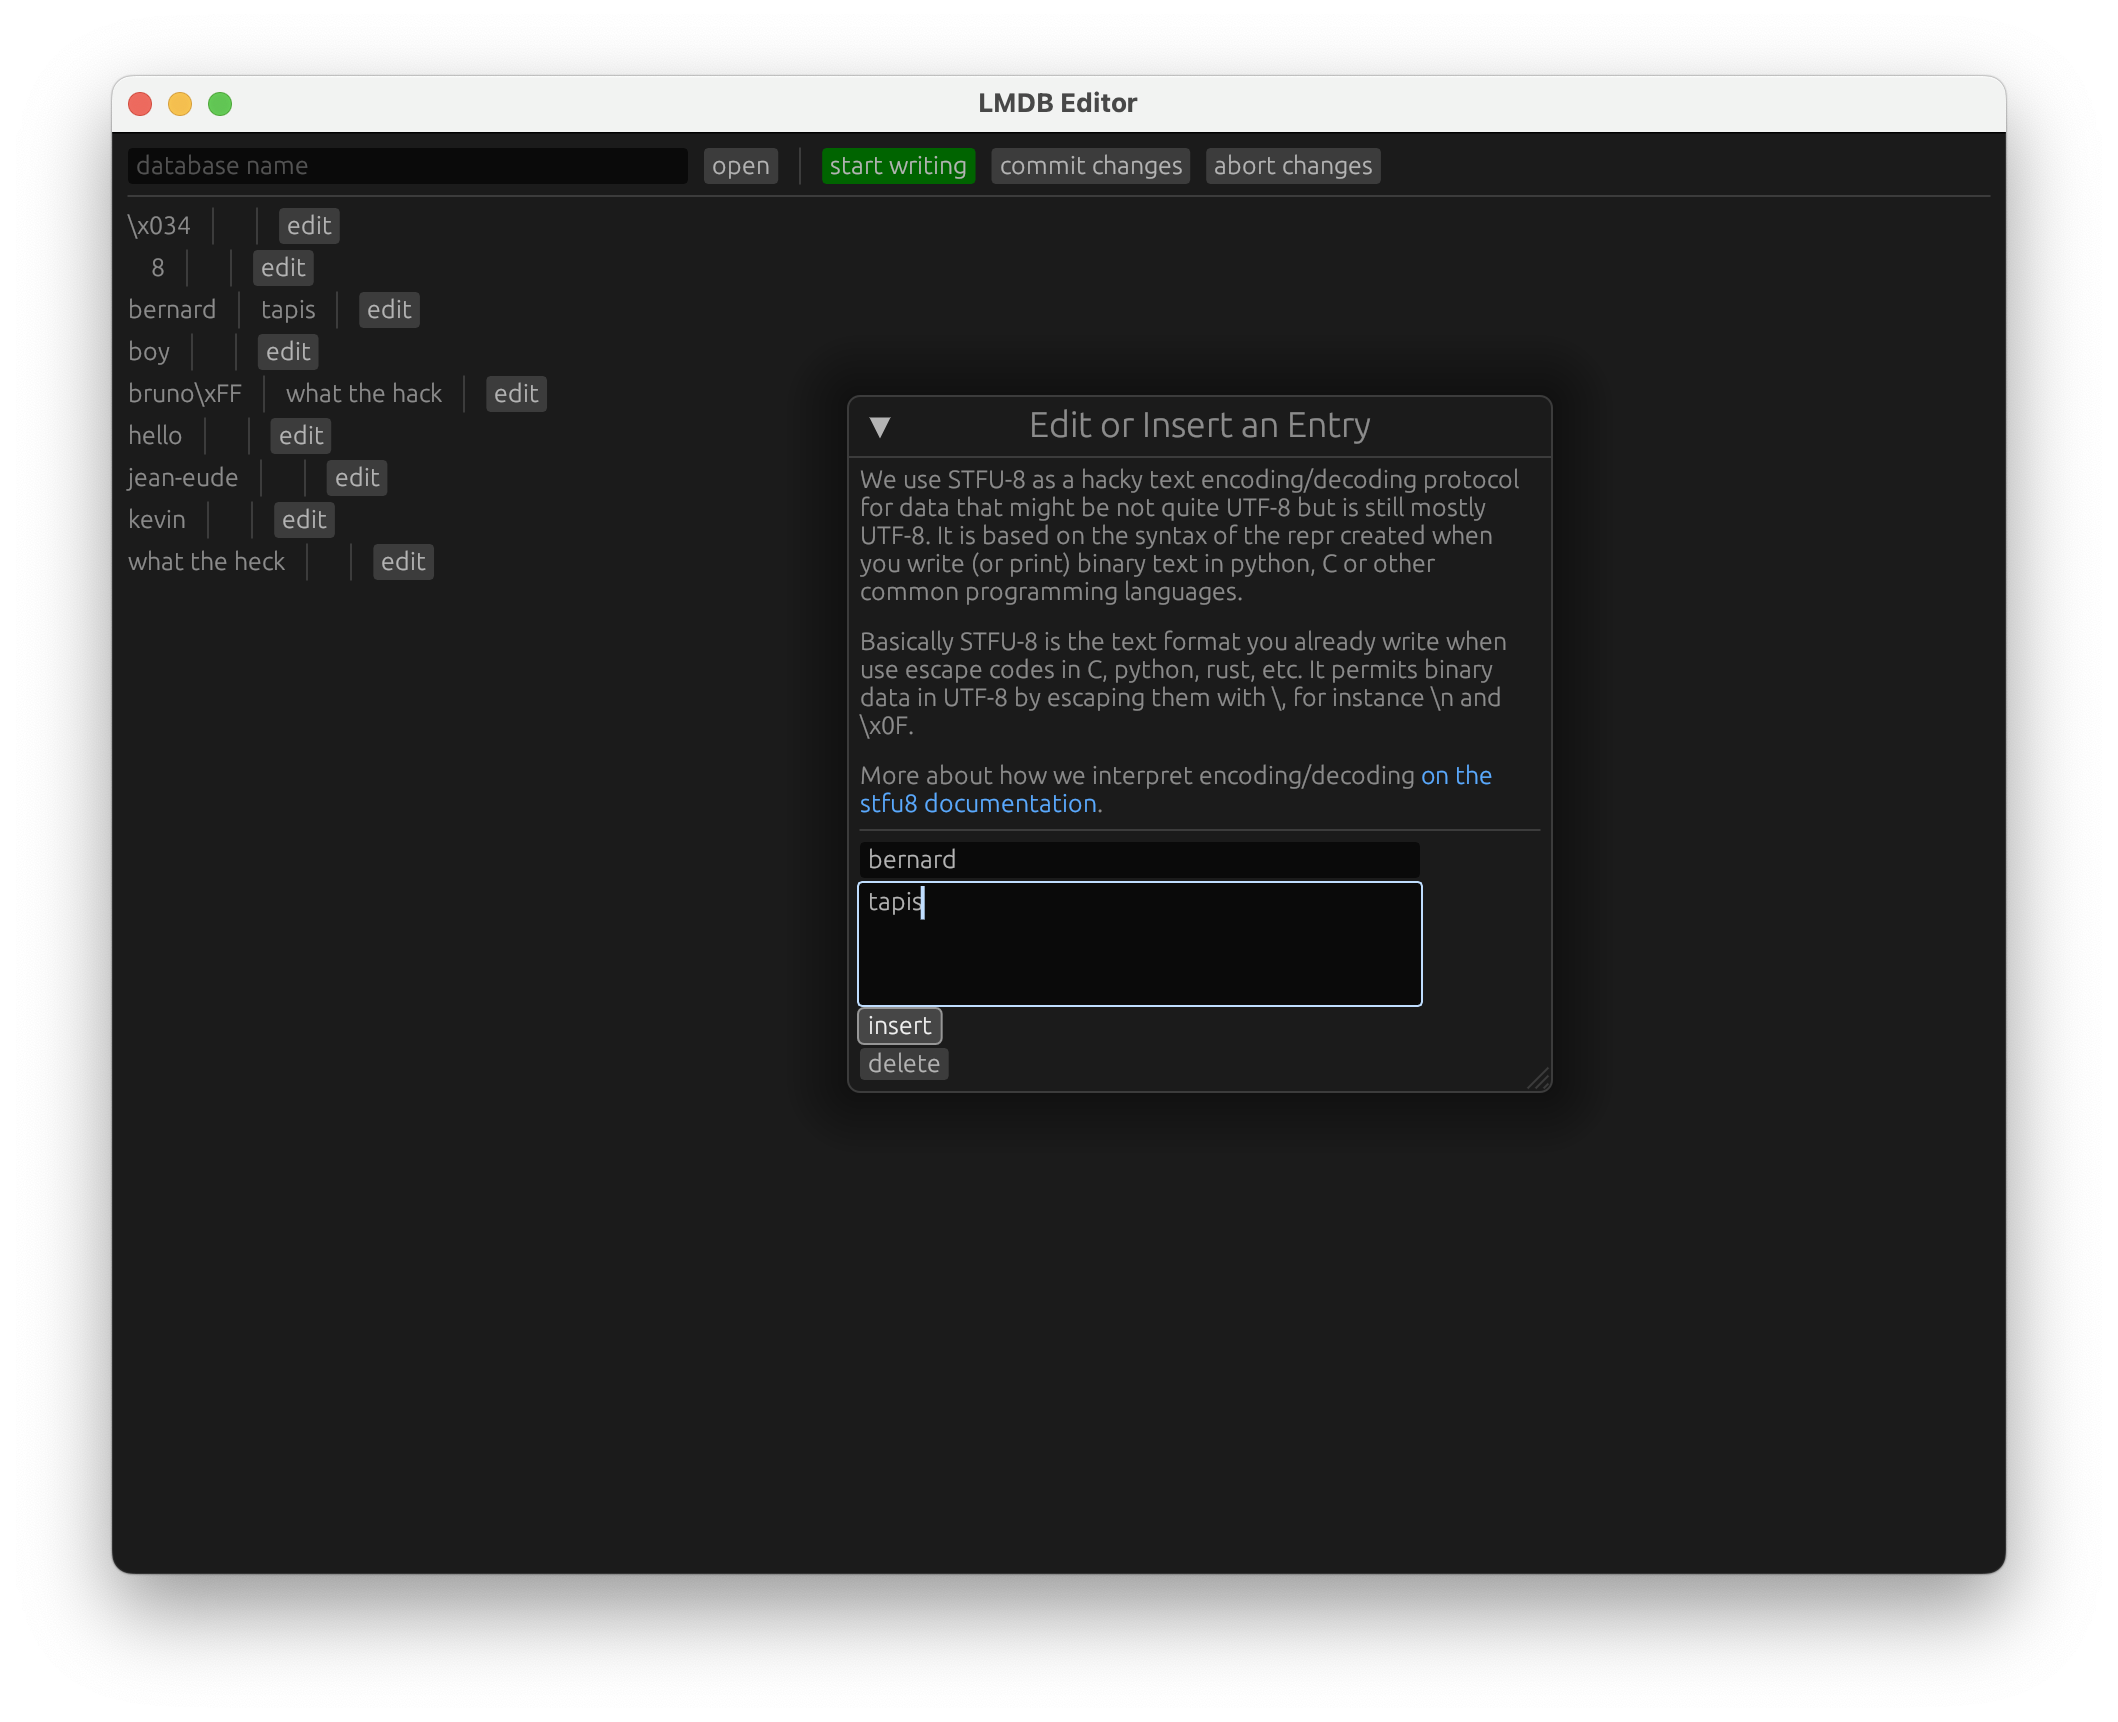 LMDB Editor
database name open start writing commit changes abort changes
\x034 edit
8 edit
bernard tapis edit
boy edit
bruno\xFF what the hack edit
hello edit
jean-eude edit
kevin edit
what the heck edit
▼ Edit or Insert an Entry
We use STFU-8 as a hacky text encoding/decoding protocol
for data that might be not quite UTF-8 but is still mostly
UTF-8. It is based on the syntax of the repr created when
you write (or print) binary text in python, C or other
common programming languages.
Basically STFU-8 is the text format you already write when
use escape codes in C, python, rust, etc. It permits binary
data in UTF-8 by escaping them with \, for instance \n and
\x0F.
More about how we interpret encoding/decoding on the
stfu8 documentation.
bernard
tapis
insert
delete